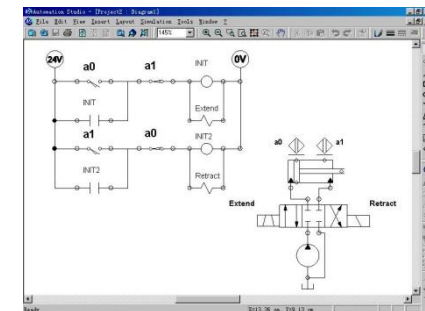 Automation Studio - [Project2 : Diagram1]
File Edit View Insert Layout Simulation Tools Window ?
145%
24V
0V
a0
a1
INIT
INIT
Extend
a1
a0
INIT2
INIT2
Retract
a0
a1
Extend
Retract
Ready